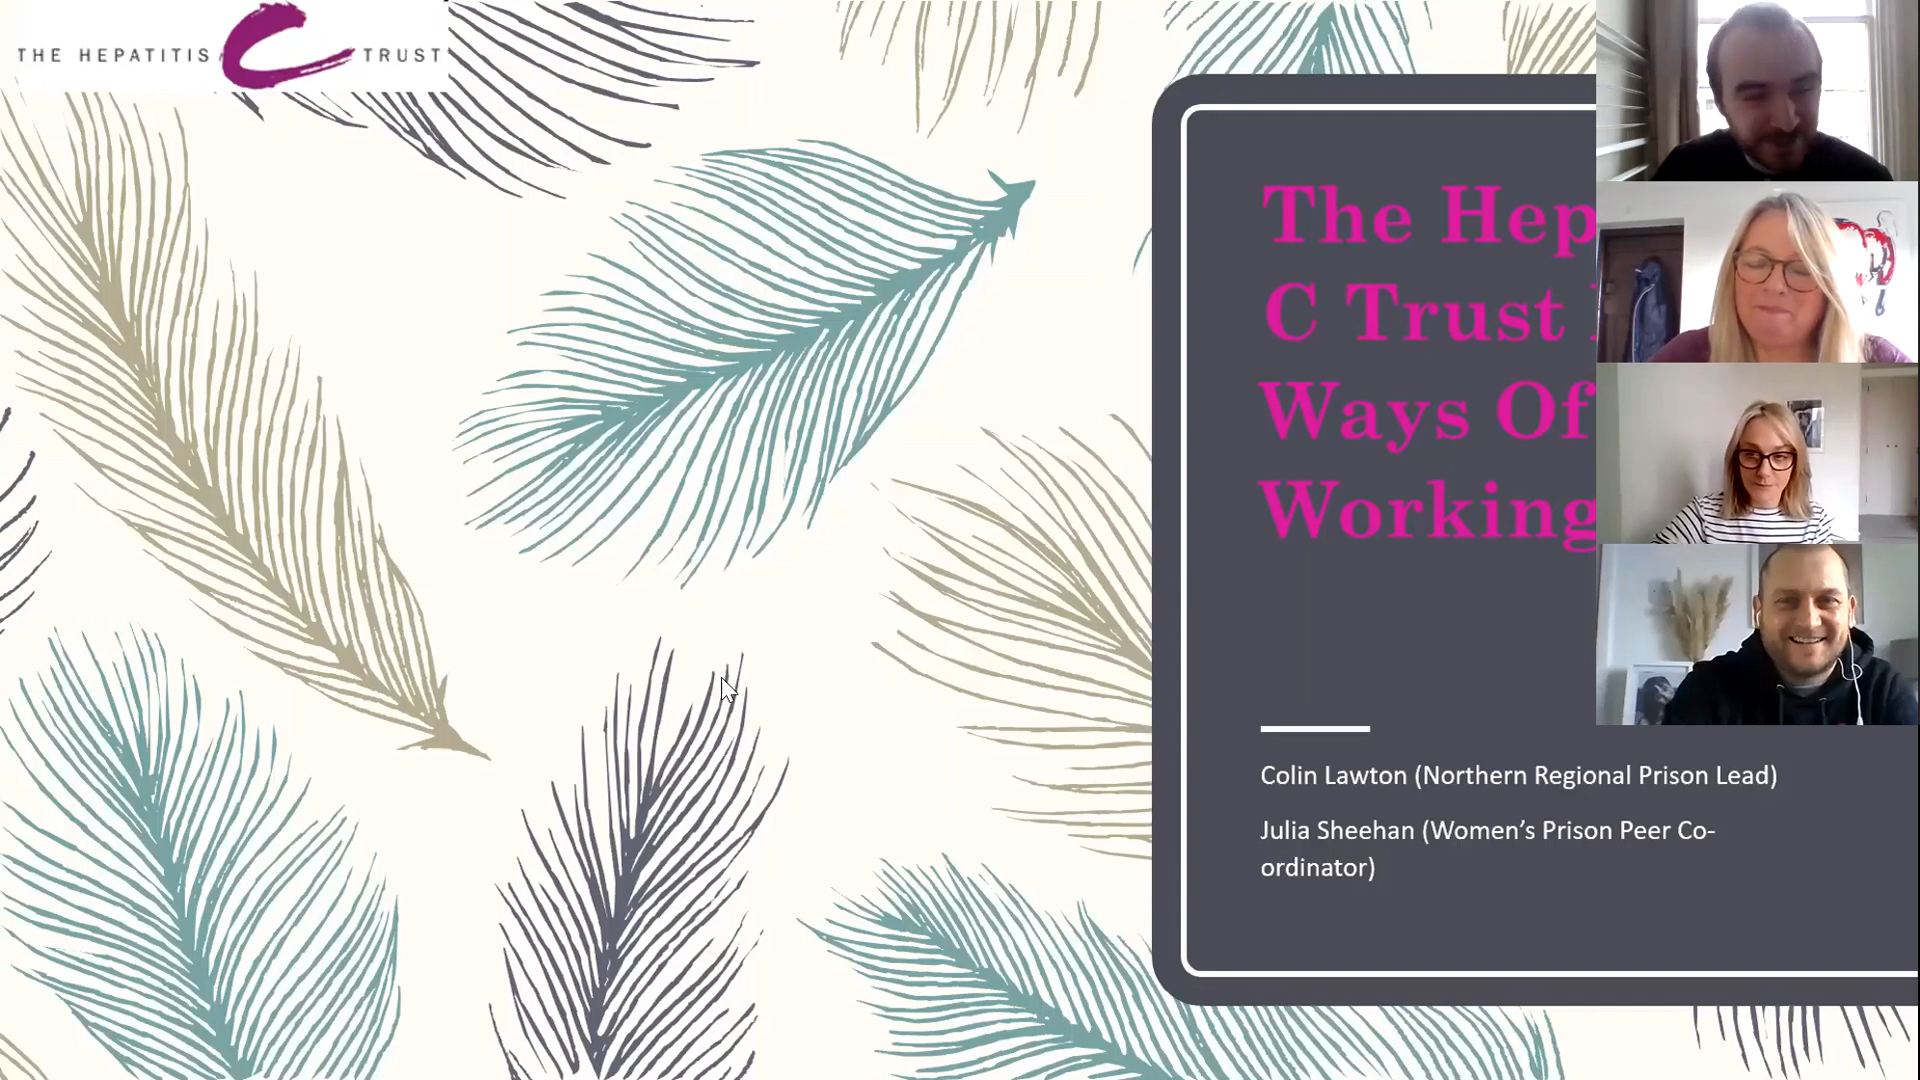 THE HEPATITIS C TRUST
The Hep
C Trust
Ways Of
Working
Colin Lawton (Northern Regional Prison Lead)
Julia Sheehan (Women’s Prison Peer Co-
ordinator)